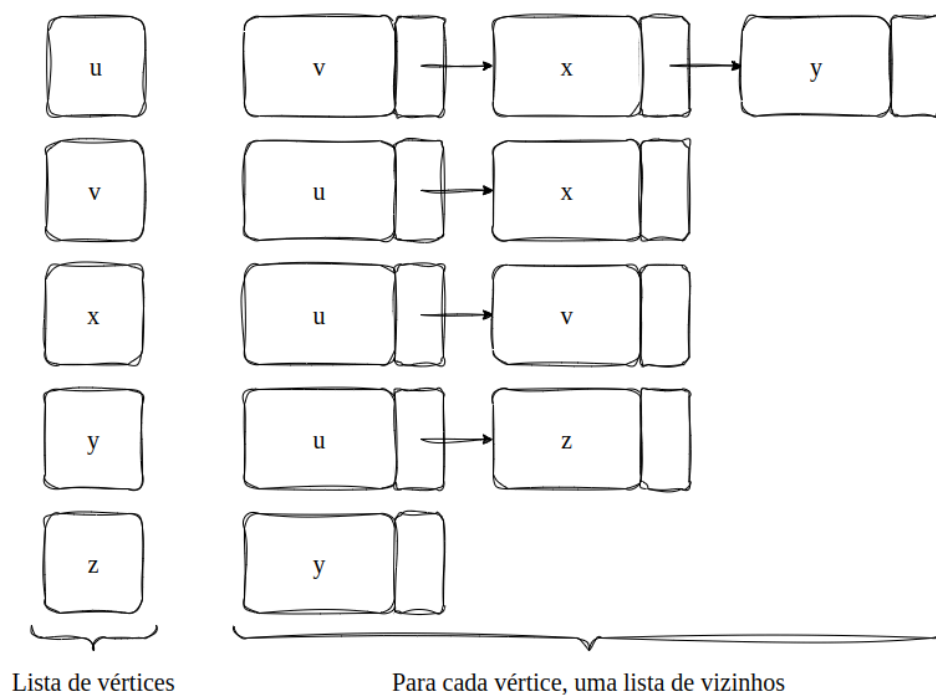 u v x y
v u x
x u v
y u z
z y
Lista de vértices Para cada vértice, uma lista de vizinhos